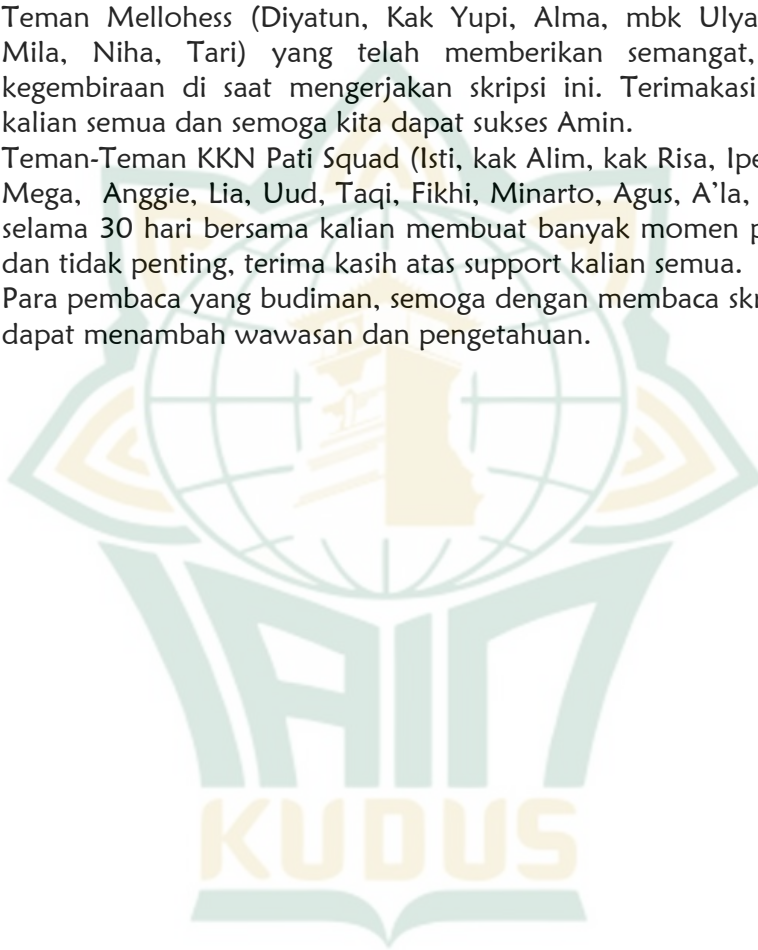 Teman Mellohess (Diyatun, Kak Yupi, Alma, mbk Ulya
Mila, Niha, Tari) yang telah memberikan semangat,
kegembiraan di saat mengerjakan skripsi ini. Terimakasi
kalian semua dan semoga kita dapat sukses Amin.
Teman-Teman KKN Pati Squad (Isti, kak Alim, kak Risa, Ipe
Mega, Anggie, Lia, Uud, Taqi, Fikhi, Minarto, Agus, A'la,
selama 30 hari bersama kalian membuat banyak momen p
dan tidak penting, terima kasih atas support kalian semua.
Para pembaca yang budiman, semoga dengan membaca skr
dapat menambah wawasan dan pengetahuan.
IAIN
KUDUS